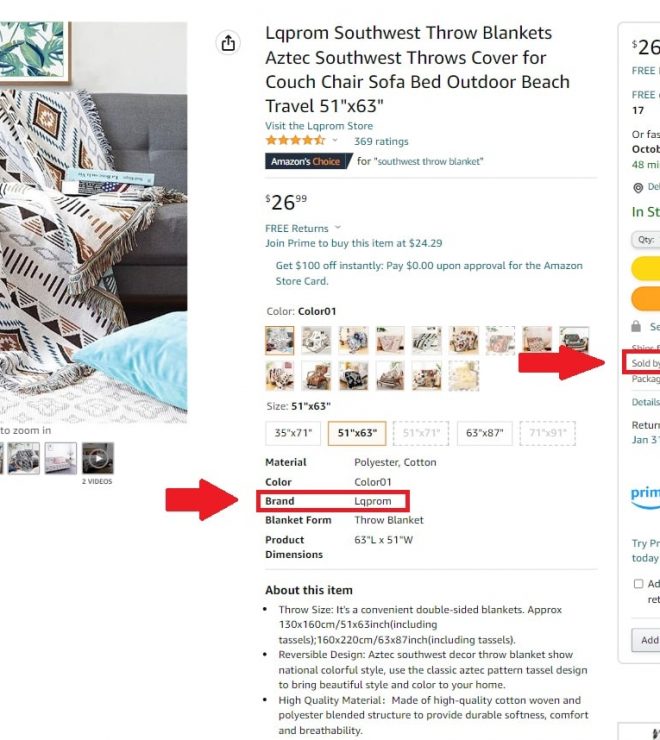 Lqprom Southwest Throw Blankets
Aztec Southwest Throws Cover for
Couch Chair Sofa Bed Outdoor Beach
Travel 51"x63"
Visit the Lqprom Store
369 ratings
Amazon's Choice for "southwest throw blanket"
$26 99
FREE Returns
Join Prime to buy this item at $24.29
Get $100 off instantly: Pay $0.00 upon approval for the Amazon
Store Card.
Color: Color01
Size: 51"x63"
35"x71" 51"x63" 51"x71" 63"x87" 71"x91"
Material Polyester, Cotton
Color Color01
Brand Lqprom
Blanket Form Throw Blanket
Product 63"L x 51"W
Dimensions
About this item
• Throw Size: It's a convenient double-sided blankets. Approx
130x160cm/51x63inch(including
tassels);160x220cm/63x87inch(including tassels).
• Reversible Design: Aztec southwest decor throw blanket show
national colorful style, use the classic aztec pattern tassel design
to bring beautiful style and color to your home.
• High Quality Material：Made of high-quality cotton woven and
polyester blended structure to provide durable softness, comfort
and breathability.
to zoom in
2 VIDEOS
$26
FREE
FREE
17
Or fas
Octo
48 mi
In St
Qty:
Se
Ships
Sold by
Packag
Details
Return
Jan 3
prim
Try Pr
today
Ad
ret
Add